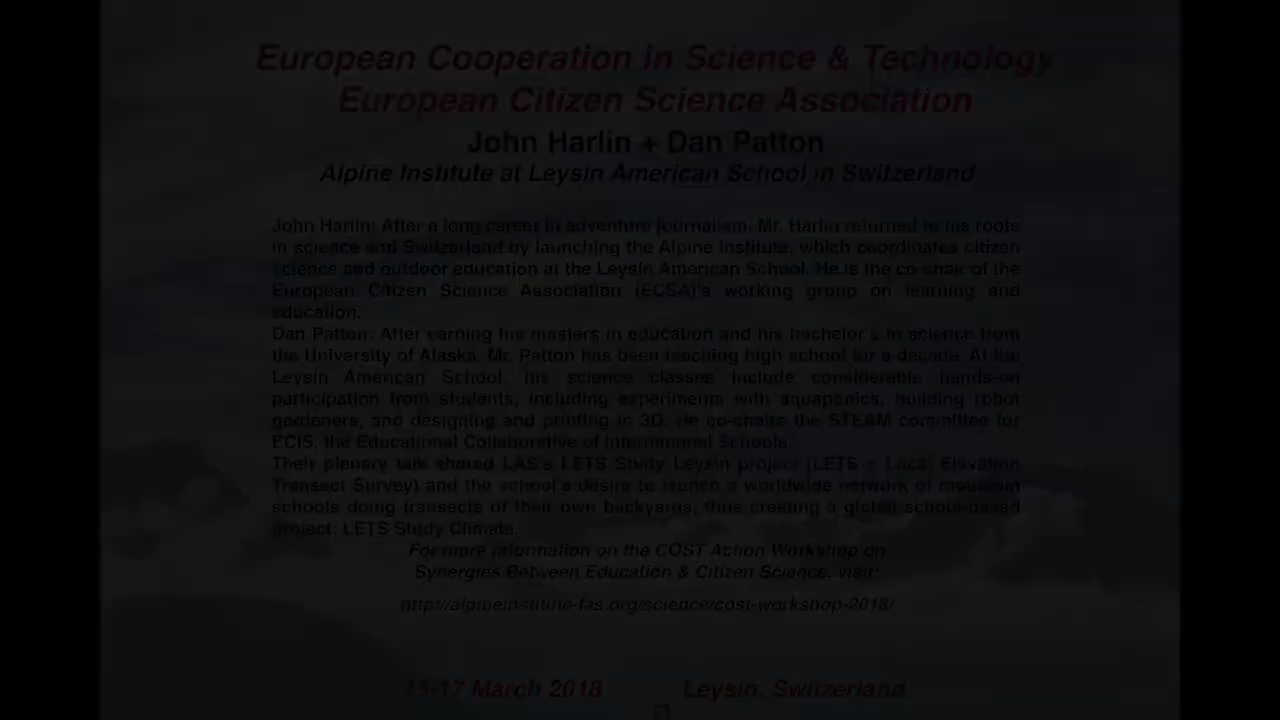 European Cooperation in Science & Technology
European Citizen Science Association
John Harlin + Dan Patton
Alpine Institute at Leysin American School in Switzerland
John Harlin: After a long career in adventure journalism, Mr. Harlin returned to his roots
in science and Switzerland by launching the Alpine Institute, which coordinates citizen
science and outdoor education at the Leysin American School. He is the co-chair of the
European Citizen Science Association (ECSA)'s working group on learning and
education.
Dan Patton: After earning his masters in education and his bachelor's in science from
the University of Alaska, Mr. Patton has been teaching high school for a decade. At the
Leysin American School, his science classes include considerable hands-on
participation from students, including experiments with aquaponics, building robot
gardeners, and designing and printing in 3D. He co-chairs the STEAM committee for
ECIS, the Educational Collaborative of International Schools.
Their plenary talk shared LAS's LETS Study Leysin project (LETS = Local Elevation
Transect Survey) and the school's desire to launch a worldwide network of mountain
schools doing transects of their own backyards, thus creating a global school-based
project: LETS Study Climate.
For more information on the COST Action Workshop on
Synergies Between Education & Citizen Science, visit:
http://alpineinstitute-las.org/science/cost-workshop-2018/
15-17 March 2018 Leysin, Switzerland